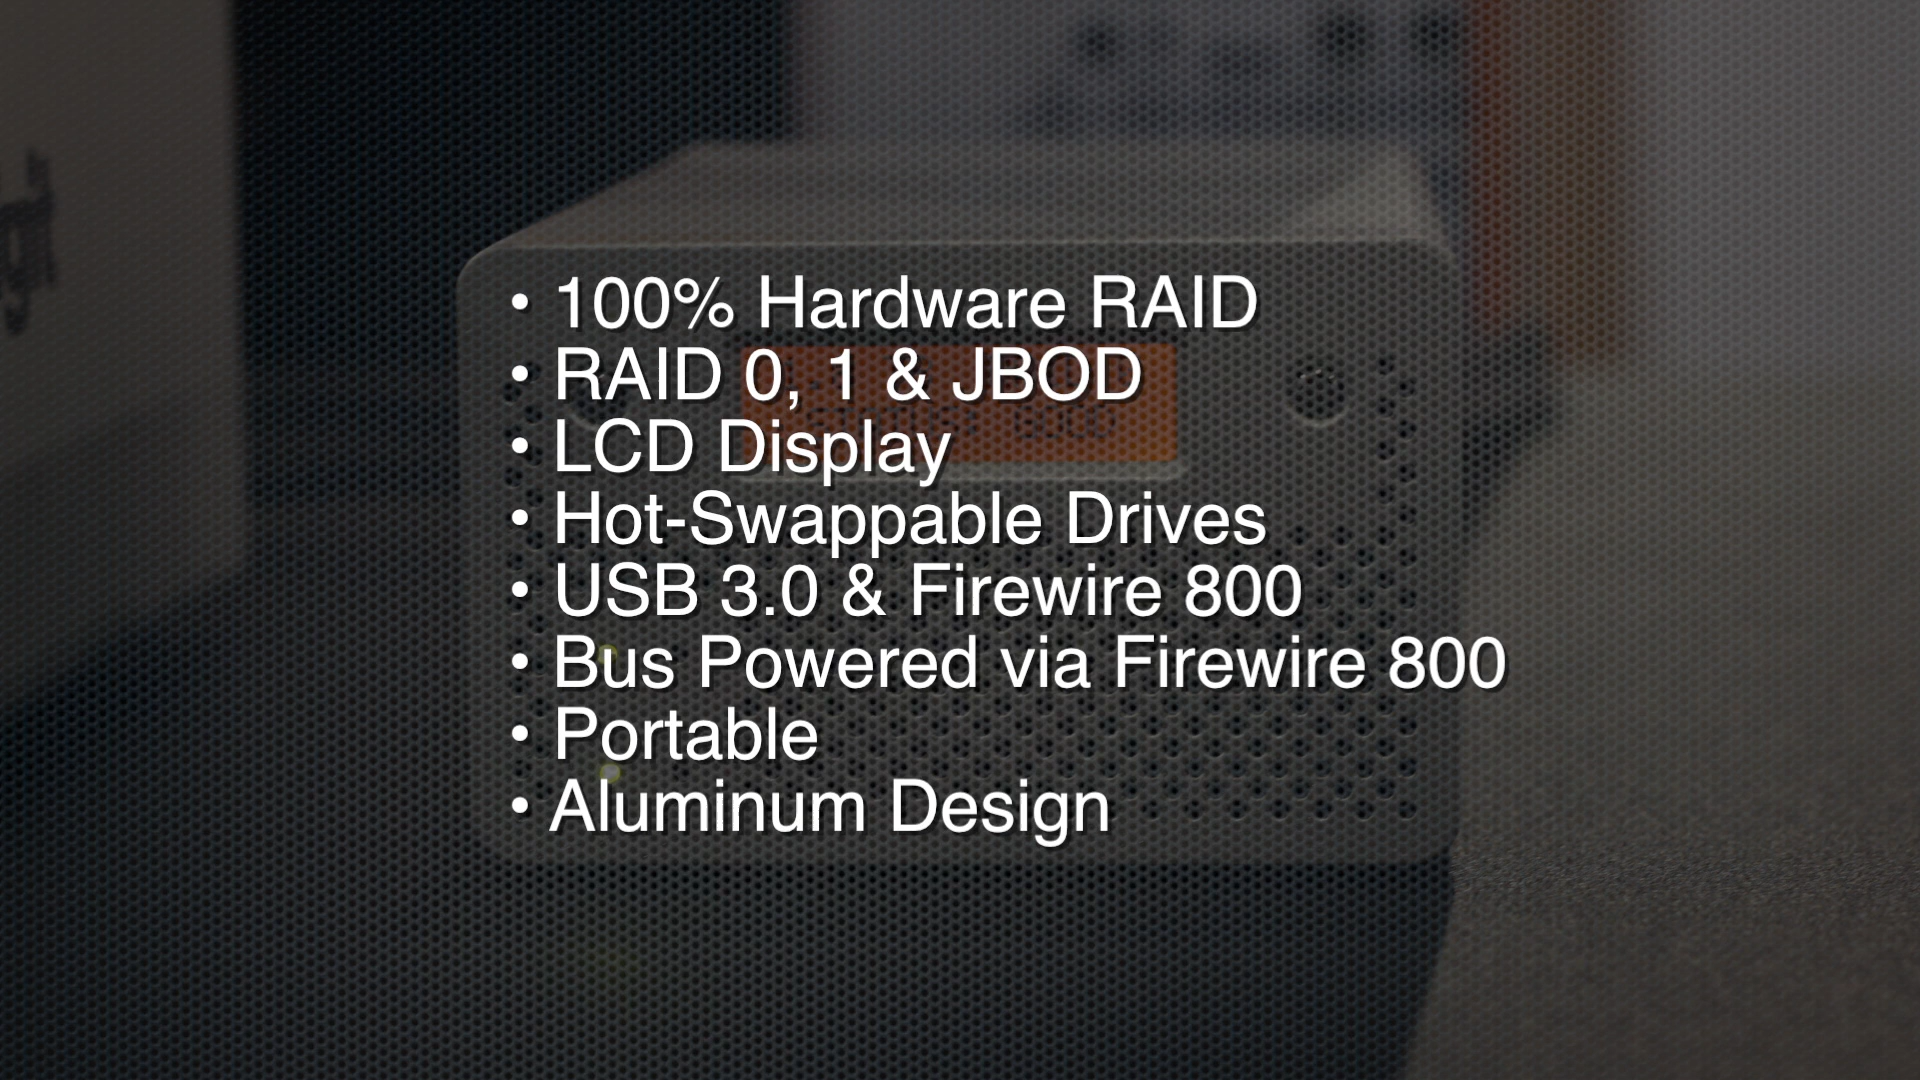 • 100% Hardware RAID
• RAID 0, 1 & JBOD
• LCD Display
• Hot-Swappable Drives
• USB 3.0 & Firewire 800
• Bus Powered via Firewire 800
• Portable
• Aluminum Design